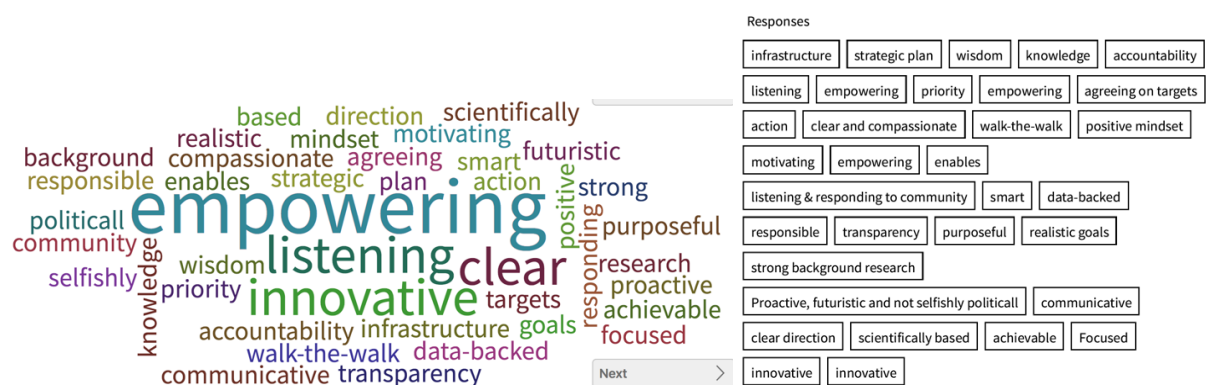 based direction scientifically
realistic mindset motivating
background compassionate agreeing smart futuristic
responsible enables strategic plan action positive strong
politicall empowering purposeful
community knowledge wisdom listening clear responding research
selfishly priority innovative targets proactive
achievable
accountability infrastructure goals focused
walk-the-walk data-backed
communicative transparency
Next
Responses
infrastructure strategic plan wisdom knowledge accountability
listening empowering priority empowering agreeing on targets
action clear and compassionate walk-the-walk positive mindset
motivating empowering enables
listening & responding to community smart data-backed
responsible transparency purposeful realistic goals
strong background research
Proactive, futuristic and not selfishly politicall communicative
clear direction scientifically based achievable Focused
innovative innovative